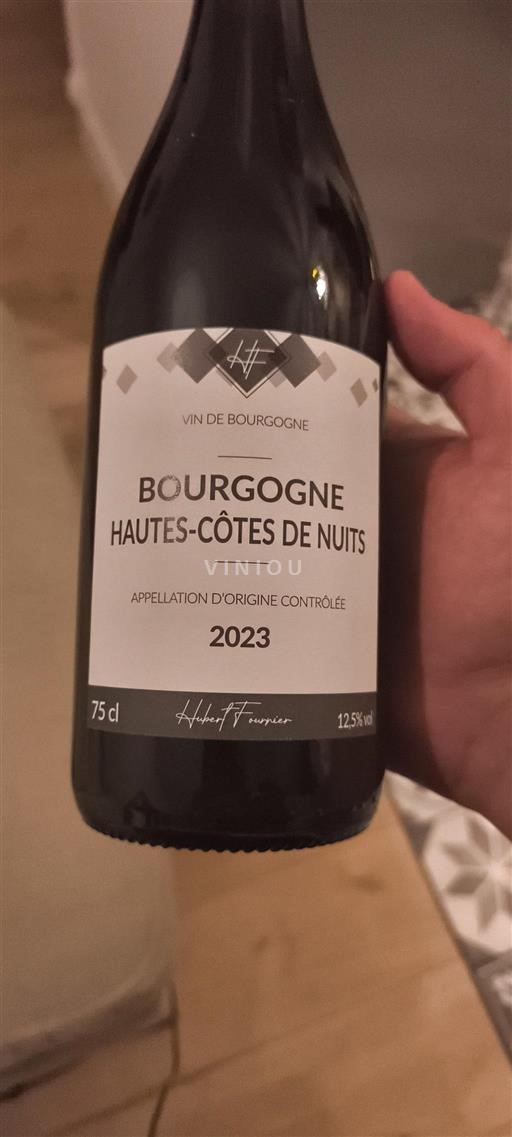 HF
VIN DE BOURGOGNE
BOURGOGNE
HAUTES-CÔTES DE NUITS
VINIOU
APPELLATION D'ORIGINE CONTRÔLÉE
2023
75 cl
Hubert Fournier
12,5% vol